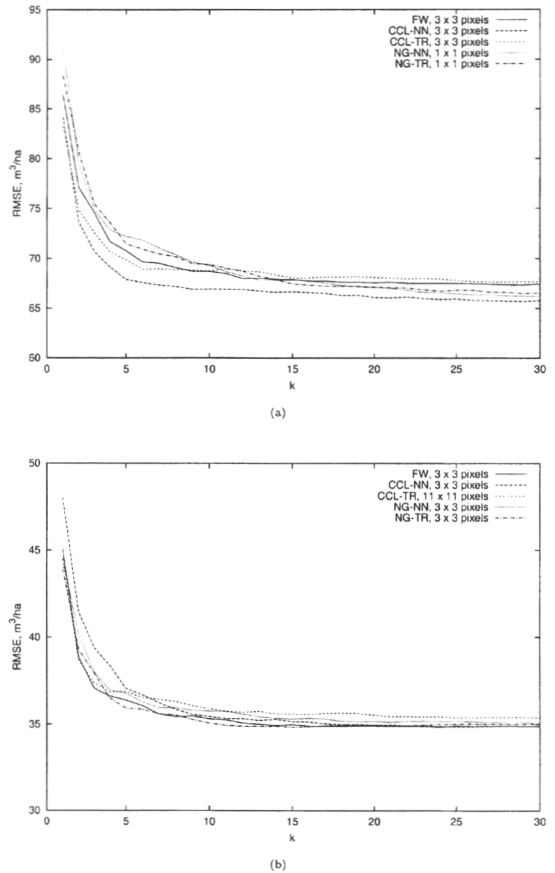 95
90
85
80
75
70
65
60
RMSE, m³/ha
FW, 3 x 3 pixels
CCL-NN, 3 x 3 pixels
CCL-TR, 3 x 3 pixels
NG-NN, 1 x 1 pixels
NG-TR, 1 x 1 pixels
0 5 10 15 20 25 30
k
(a)
50
45
40
35
30
RMSE, m³/ha
FW, 3 x 3 pixels
CCL-NN, 3 x 3 pixels
CCL-TR, 11 x 11 pixels
NG-NN, 3 x 3 pixels
NG-TR, 3 x 3 pixels
0 5 10 15 20 25 30
k
(b)